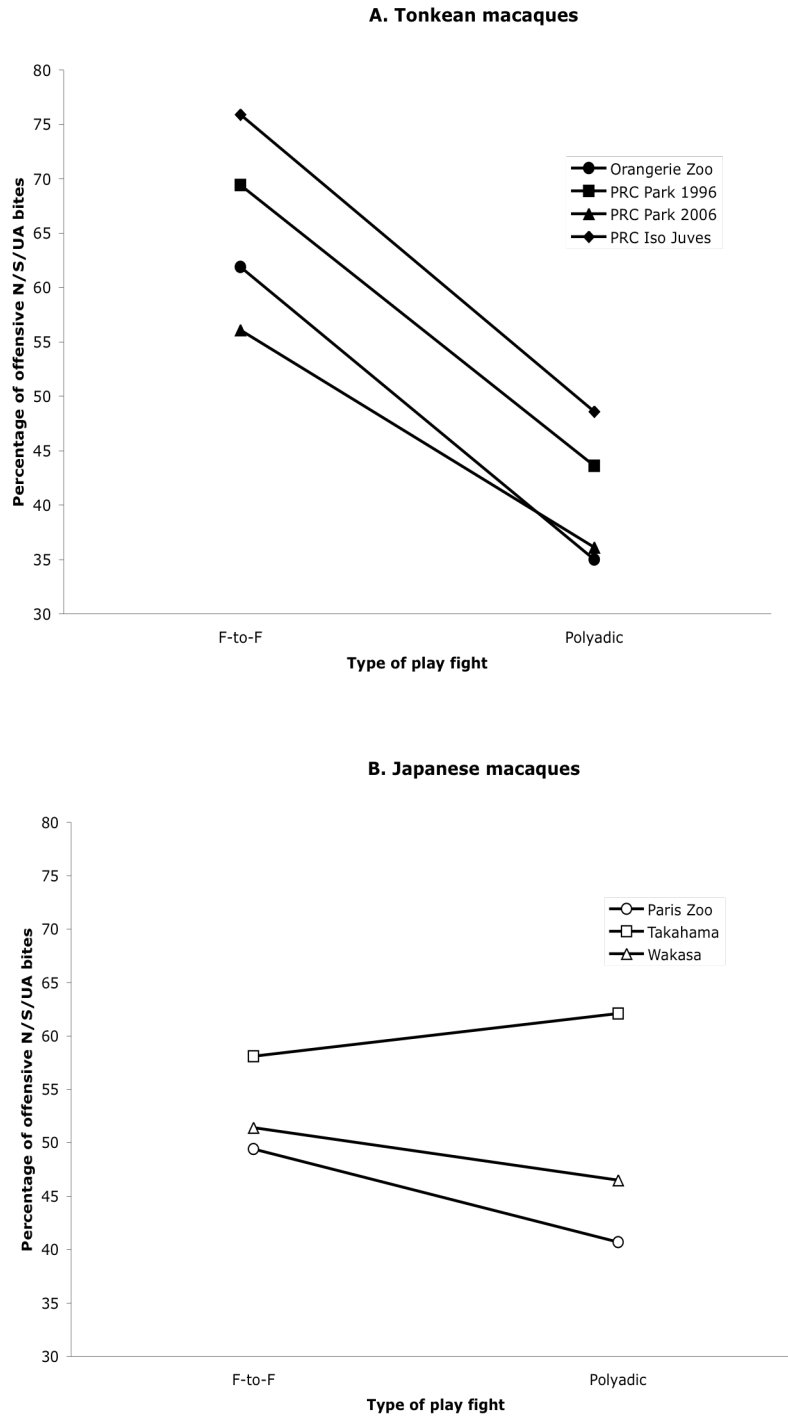 A. Tonkean macaques
80
75
70
65
60
55
50
45
40
35
30
Percentage of offensive N/S/UA bites
Orangerie Zoo
PRC Park 1996
PRC Park 2006
PRC Iso Juves
F-to-F
Polyadic
Type of play fight
B. Japanese macaques
80
75
70
65
60
55
50
45
40
35
30
Percentage of offensive N/S/UA bites
Paris Zoo
Takahama
Wakasa
F-to-F
Polyadic
Type of play fight